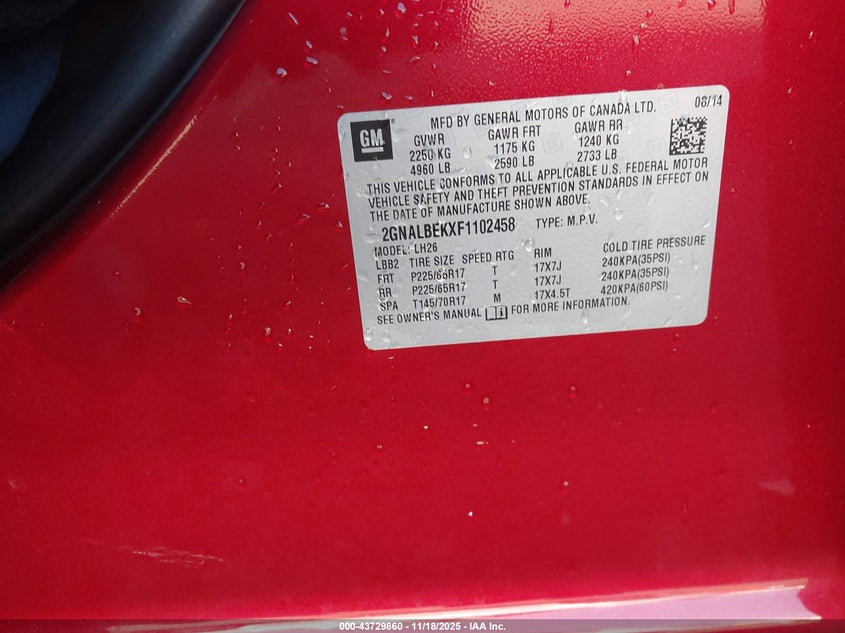 MFD BY GENERAL MOTORS OF CANADA LTD. 08/14
GM
GVWR GAWR FRT GAWR RR
2250 KG 1175 KG 1240 KG
4960 LB 2590 LB 2733 LB
THIS VEHICLE CONFORMS TO ALL APPLICABLE U.S. FEDERAL MOTOR
VEHICLE SAFETY AND THEFT PREVENTION STANDARDS IN EFFECT ON
THE DATE OF MANUFACTURE SHOWN ABOVE.
2GNALBEKXF1102458 TYPE: M.P.V.
MODEL: LH26
LBB2 TIRE SIZE SPEED RTG RIM COLD TIRE PRESSURE
FRT P225/65R17 T 17X7J 240KPA(35PSI)
RR P225/65R17 T 17X7J 240KPA(35PSI)
SPA T145/70R17 M 17X4.5T 420KPA(60PSI)
SEE OWNER'S MANUAL FOR MORE INFORMATION.
000-43729860 - 11/18/2025 - IAA Inc.